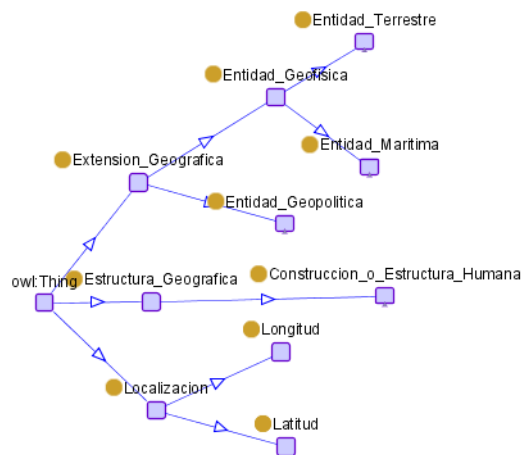 Entidad_Terrestre
Entidad_Geofisica
Entidad_Maritima
Extension_Geografica
Entidad_Geopolitica
owl:Thing
Estructura_Geografica
Construccion_o_Estructura_Humana
Longitud
Localizacion
Latitud